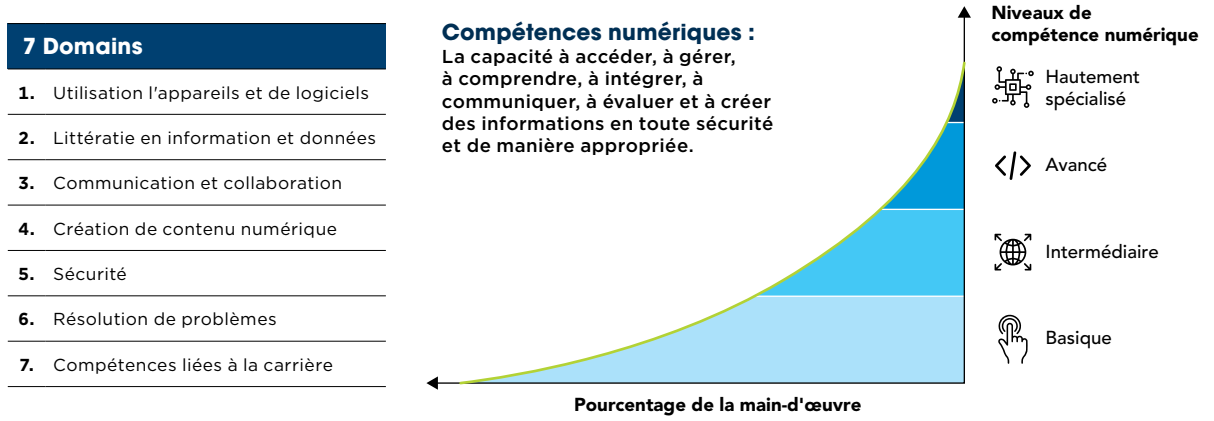 7 Domains
1. Utilisation l'appareils et de logiciels
2. Littératie en information et données
3. Communication et collaboration
4. Création de contenu numérique
5. Sécurité
6. Résolution de problèmes
7. Compétences liées à la carrière
Compétences numériques :
La capacité à accéder, à gérer,
à comprendre, à intégrer, à
communiquer, à évaluer et à créer
des informations en toute sécurité
et de manière appropriée.
Niveaux de
compétence numérique
Hautement
spécialisé
Avancé
Intermédiaire
Basique
Pourcentage de la main-d'œuvre